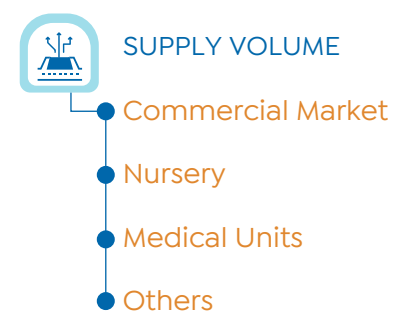 SUPPLY VOLUME
Commercial Market
Nursery
Medical Units
Others